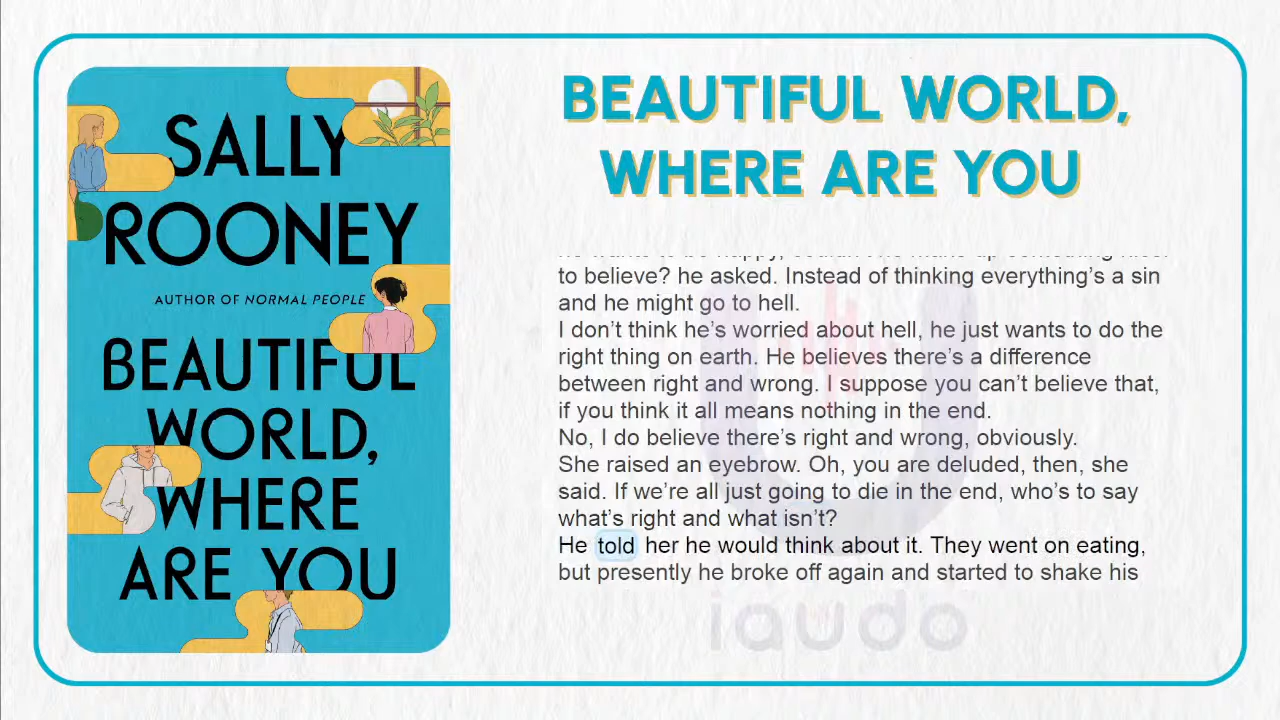 SALLY
ROONEY
AUTHOR OF NORMAL PEOPLE
BEAUTIFUL
WORLD,
WHERE
ARE YOU
BEAUTIFUL WORLD,
WHERE ARE YOU
to believe? he asked. Instead of thinking everything's a sin
and he might go to hell.
I don't think he's worried about hell, he just wants to do the
right thing on earth. He believes there's a difference
between right and wrong. I suppose you can't believe that,
if you think it all means nothing in the end.
No, I do believe there's right and wrong, obviously.
She raised an eyebrow. Oh, you are deluded, then, she
said. If we're all just going to die in the end, who's to say
what's right and what isn't?
He told her he would think about it. They went on eating,
but presently he broke off again and started to shake his
iaudo